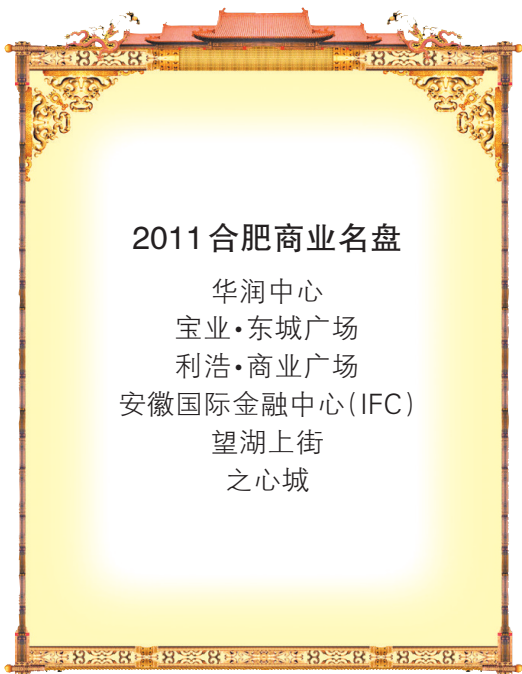 2011合肥商业名盘
华润中心
宝业•东城广场
利浩•商业广场
安徽国际金融中心(IFC)
望湖上街
之心城